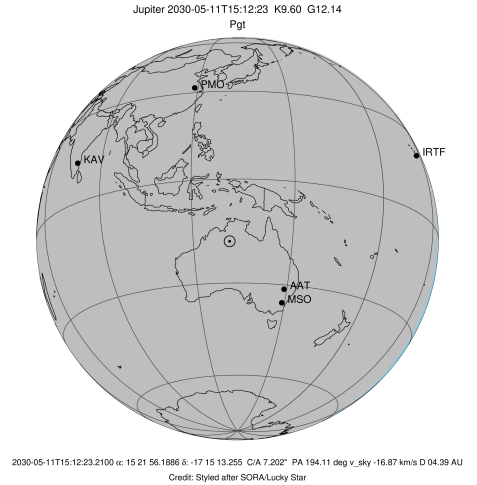 Jupiter 2030-05-11T15:12:23 K9.60 G12.14
Pgt
PMO
KAV
IRTF
AAT
MSO
2030-05-11T15:12:23.2100 α: 15 21 56.1886 δ: -17 15 13.255 C/A 7.202" PA 194.11 deg v_sky -16.87 km/s D 04.39 AU
Credit: Styled after SORA/Lucky Star